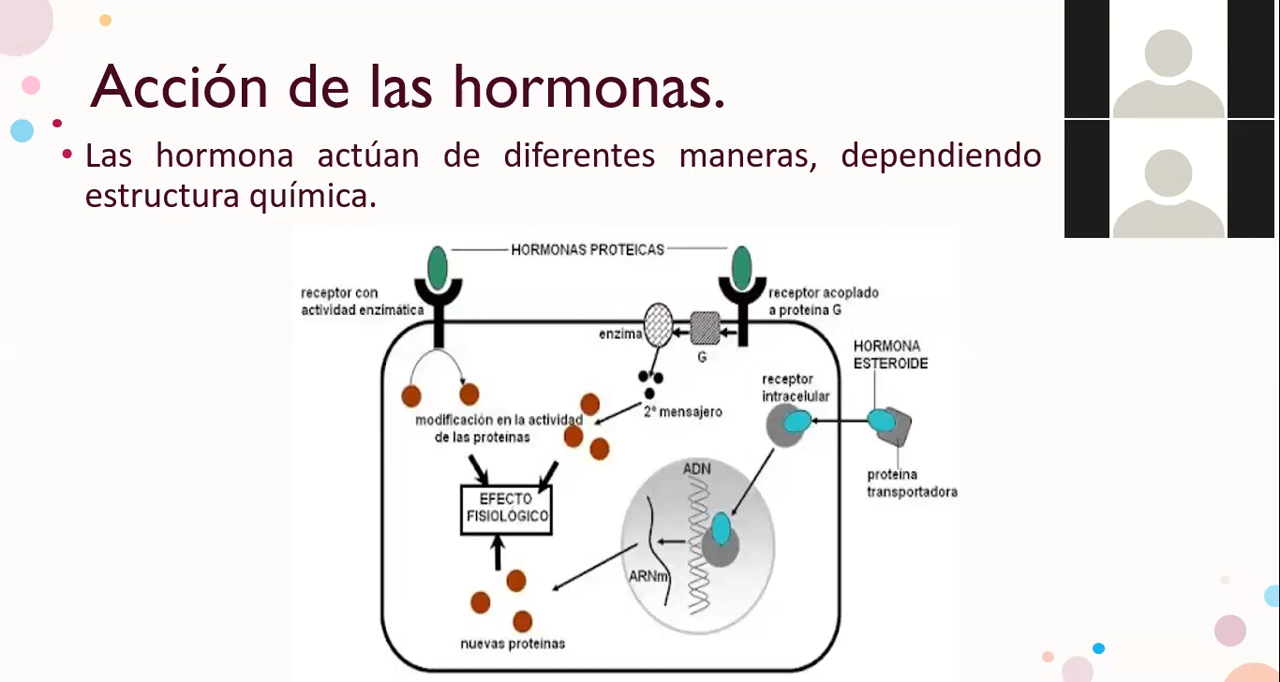 Acción de las hormonas.
• Las hormona actúan de diferentes maneras, dependiendo
estructura química.
HORMONAS PROTEICAS
receptor con
actividad enzimática
receptor acoplado
a proteína G
enzima
G
HORMONA
ESTEROIDE
receptor
intracelular
2º mensajero
modificación en la actividad
de las proteínas
proteína
transportadora
ADN
EFECTO
FISIOLÓGICO
ARNm
nuevas proteínas